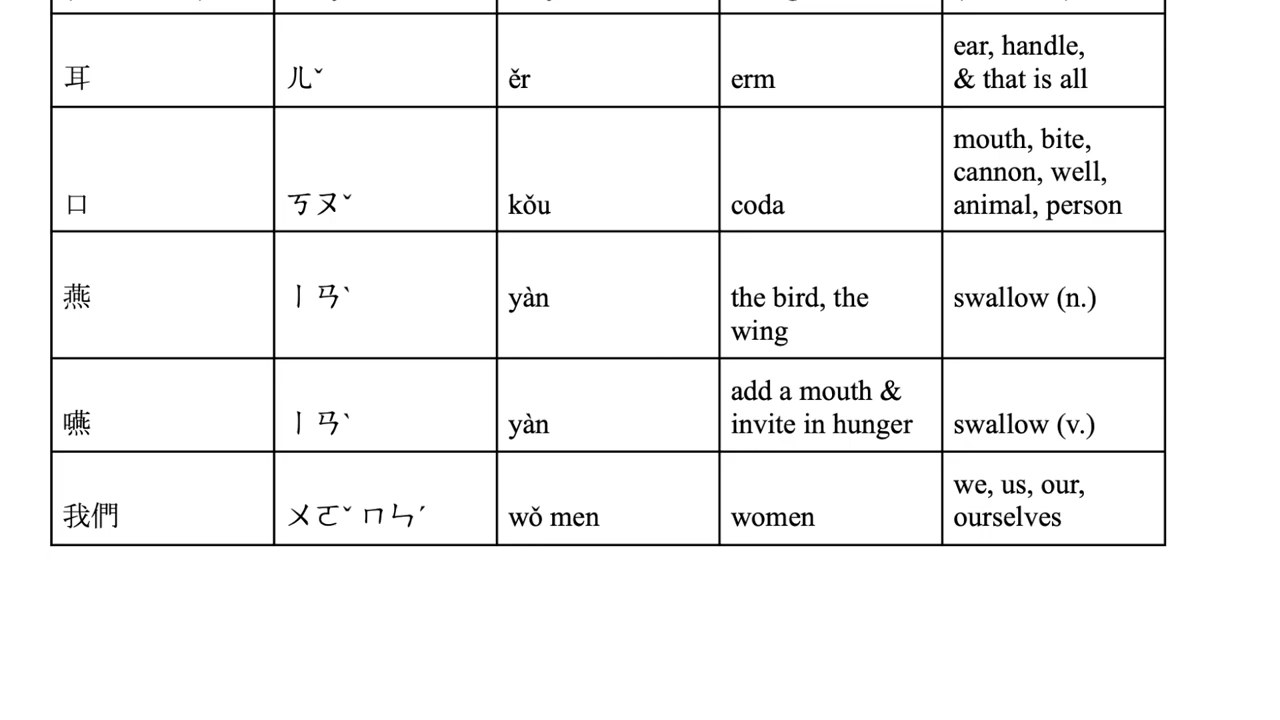 ear, handle,
耳 ㄦˇ ěr erm & that is all
mouth, bite,
cannon, well,
口 ㄎㄡˇ kǒu coda animal, person
燕 ㄧㄢˋ yàn the bird, the swallow (n.)
wing
add a mouth &
嚥 ㄧㄢˋ yàn invite in hunger swallow (v.)
we, us, our,
我們 ㄨㄛˇ ㄇㄣˊ wǒ men women ourselves